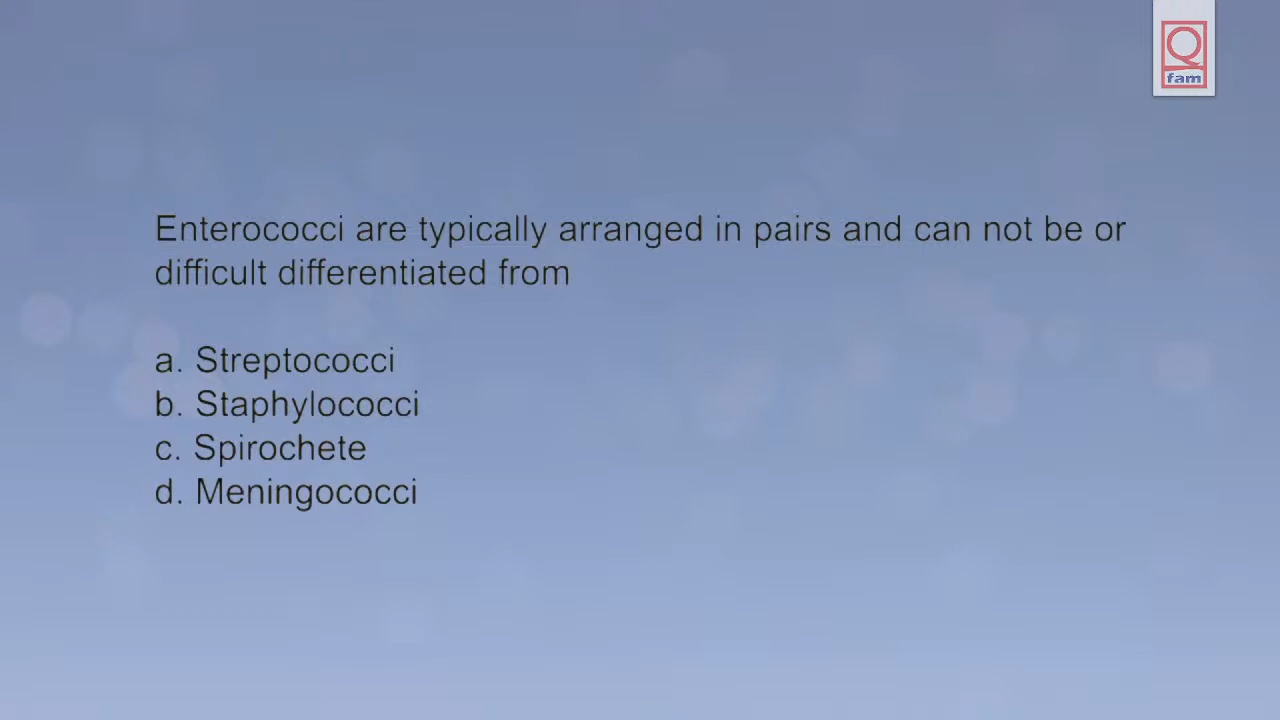 Q
fam
Enterococci are typically arranged in pairs and can not be or
difficult differentiated from
a. Streptococci
b. Staphylococci
c. Spirochete
d. Meningococci